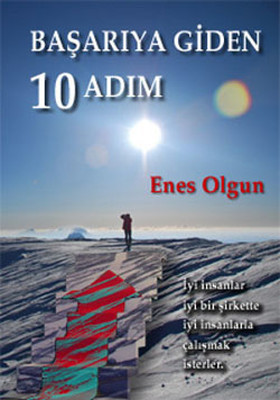 BAŞARIYA GİDEN
10 ADIM
Enes Olgun
İyi insanlar
iyi bir şirkette
iyi insanlarla
çalışmak
isterler.